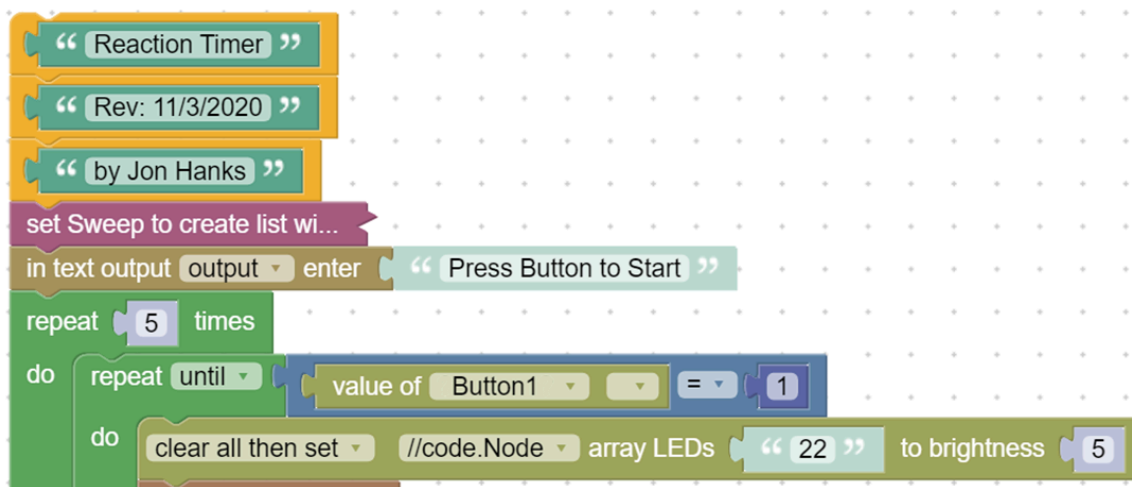 “ Reaction Timer ”
“ Rev: 11/3/2020 ”
“ by Jon Hanks ”
set Sweep to create list wi...
in text output output enter “ Press Button to Start ”
repeat 5 times
do repeat until value of Button1 = 1
do clear all then set //code.Node array LEDs “ 22 ” to brightness 5